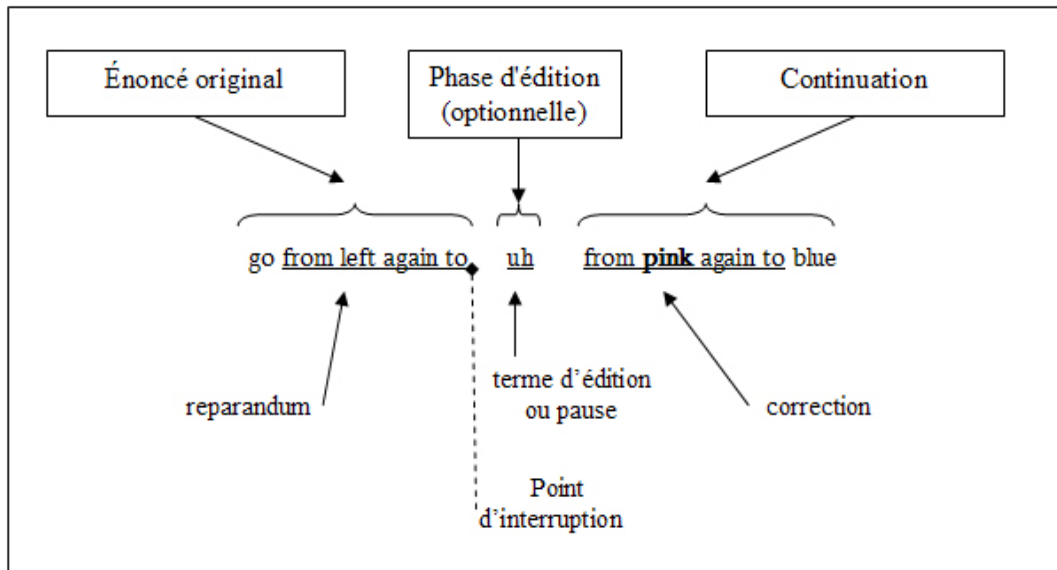 Énoncé original
Phase d'édition
(optionnelle)
Continuation
go from left again to uh from pink again to blue
reparandum
terme d’édition
ou pause
correction
Point
d’interruption